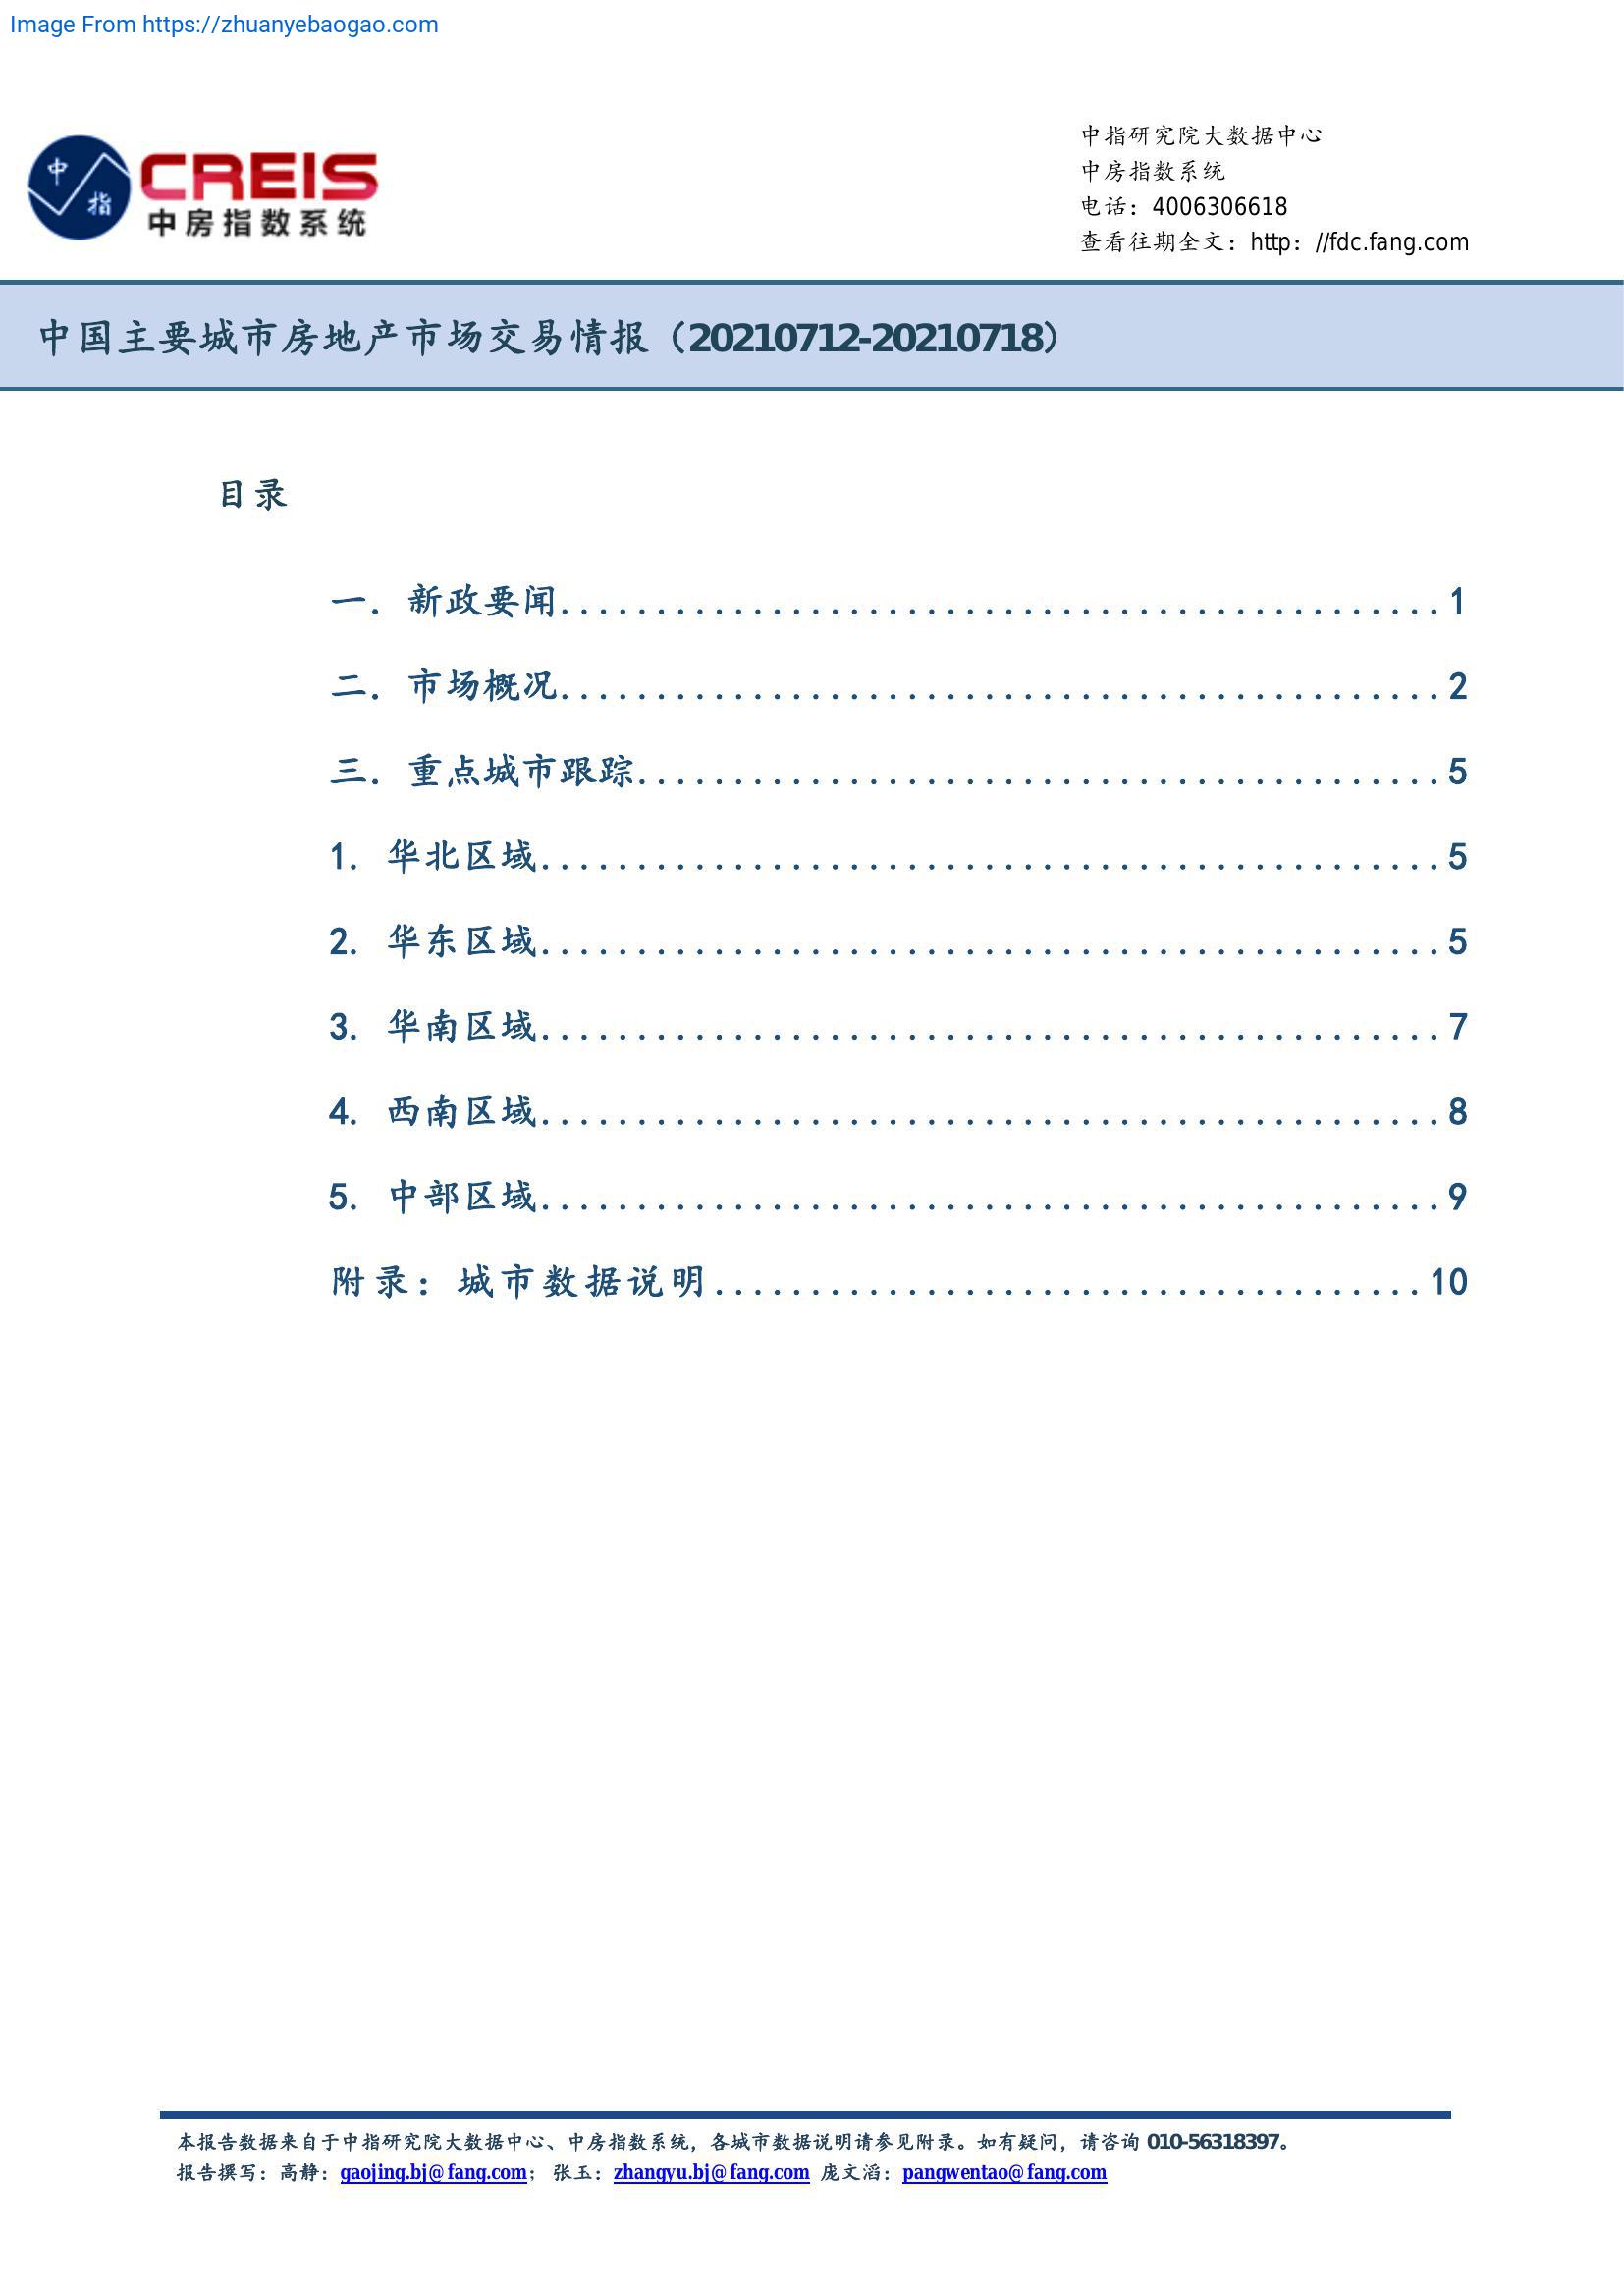 Image From https://zhuanyebaogao.com
中指
CREIS
中房指数系统
中指研究院大数据中心
中房指数系统
电话：4006306618
查看往期全文：http：//fdc.fang.com
中国主要城市房地产市场交易情报（20210712-20210718）
目录
一. 新政要闻..............................................1
二. 市场概况..............................................2
三. 重点城市跟踪..........................................5
1. 华北区域...............................................5
2. 华东区域...............................................5
3. 华南区域...............................................7
4. 西南区域...............................................8
5. 中部区域...............................................9
附录：城市数据说明.....................................10
本报告数据来自于中指研究院大数据中心、中房指数系统，各城市数据说明请参见附录。如有疑问，请咨询 010-56318397。
报告撰写：高静：gaojing.bj@fang.com； 张玉：zhangyu.bj@fang.com 庞文滔：pangwentao@fang.com